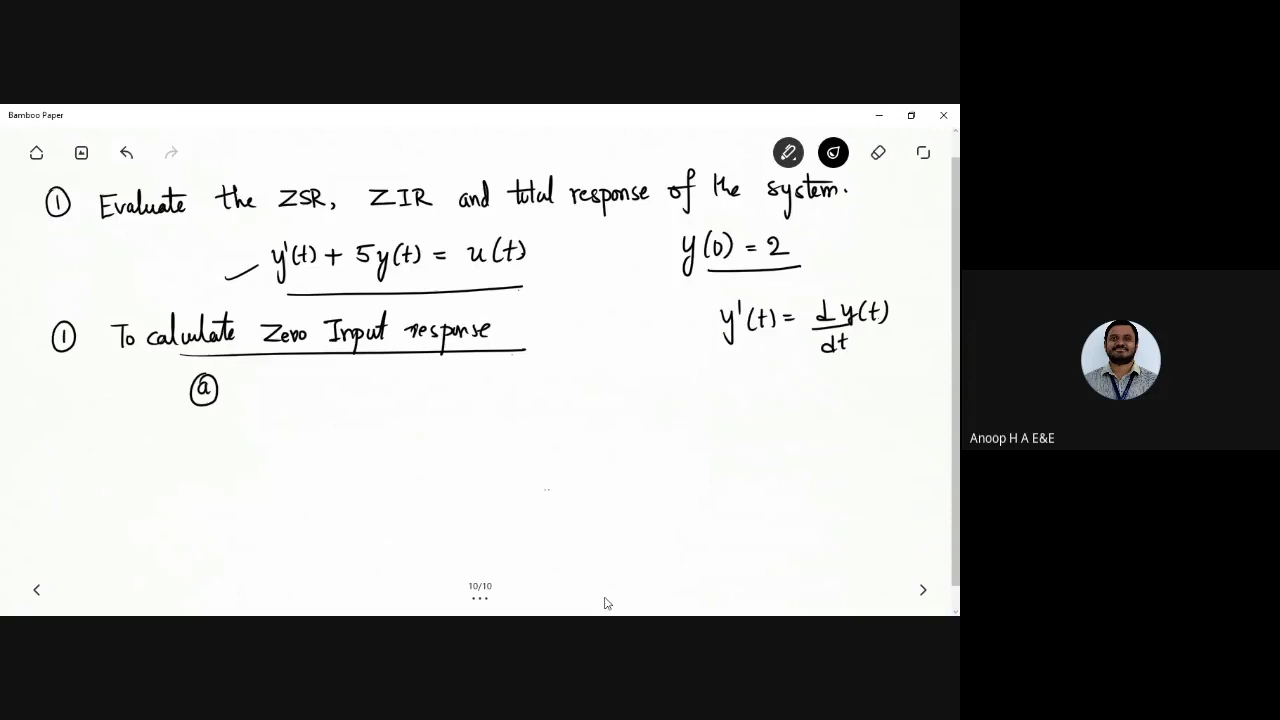 Bamboo Paper
① Evaluate the ZSR, ZIR and total response of the system.
y'(t) + 5y(t) = u(t) y(0) = 2
y'(t) = dy(t)/dt
① To calculate Zero Input response
ⓐ
10/10
Anoop H A E&E